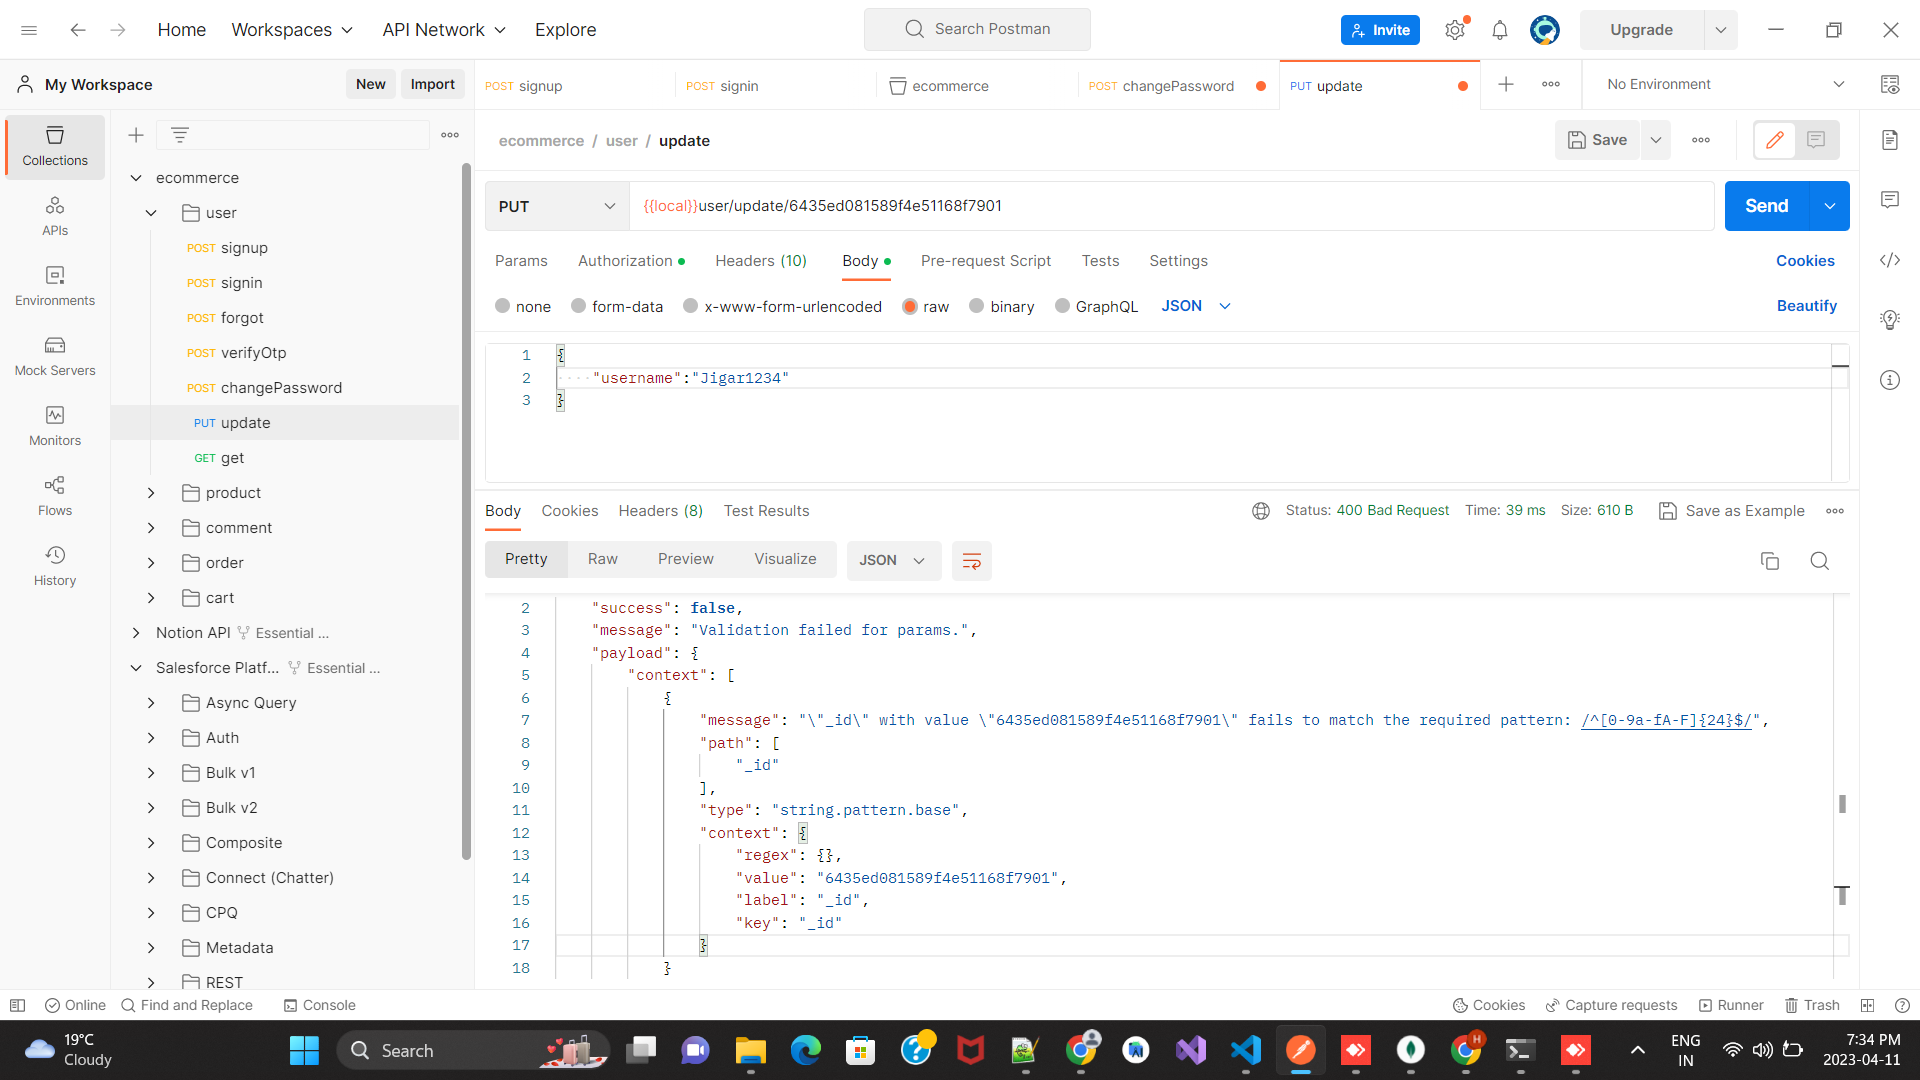 Home Workspaces API Network Explore Search Postman Invite Upgrade
My Workspace New Import
POST signup POST signin ecommerce POST changePassword PUT update No Environment
Collections
APIs
Environments
Mock Servers
Monitors
Flows
History
ecommerce
user
POST signup
POST signin
POST forgot
POST verifyOtp
POST changePassword
PUT update
GET get
product
comment
order
cart
Notion API Essential ...
Salesforce Platf... Essential ...
Async Query
Auth
Bulk v1
Bulk v2
Composite
Connect (Chatter)
CPQ
Metadata
REST
ecommerce / user / update Save
PUT {{local}}user/update/6435ed081589f4e51168f7901 Send
Params Authorization Headers (10) Body Pre-request Script Tests Settings Cookies
none form-data x-www-form-urlencoded raw binary GraphQL JSON Beautify
1 {
2 ····"username":"Jigar1234"
3 }
Body Cookies Headers (8) Test Results Status: 400 Bad Request Time: 39 ms Size: 610 B Save as Example
Pretty Raw Preview Visualize JSON
2 "success": false,
3 "message": "Validation failed for params.",
4 "payload": {
5 "context": [
6 {
7 "message": "\"_id\" with value \"6435ed081589f4e51168f7901\" fails to match the required pattern: /^[0-9a-fA-F]{24}$/",
8 "path": [
9 "_id"
10 ],
11 "type": "string.pattern.base",
12 "context": {
13 "regex": {},
14 "value": "6435ed081589f4e51168f7901",
15 "label": "_id",
16 "key": "_id"
17 }
18 }
Online Find and Replace Console Cookies Capture requests Runner Trash
19°C
Cloudy
Search
ENG
IN
7:34 PM
2023-04-11